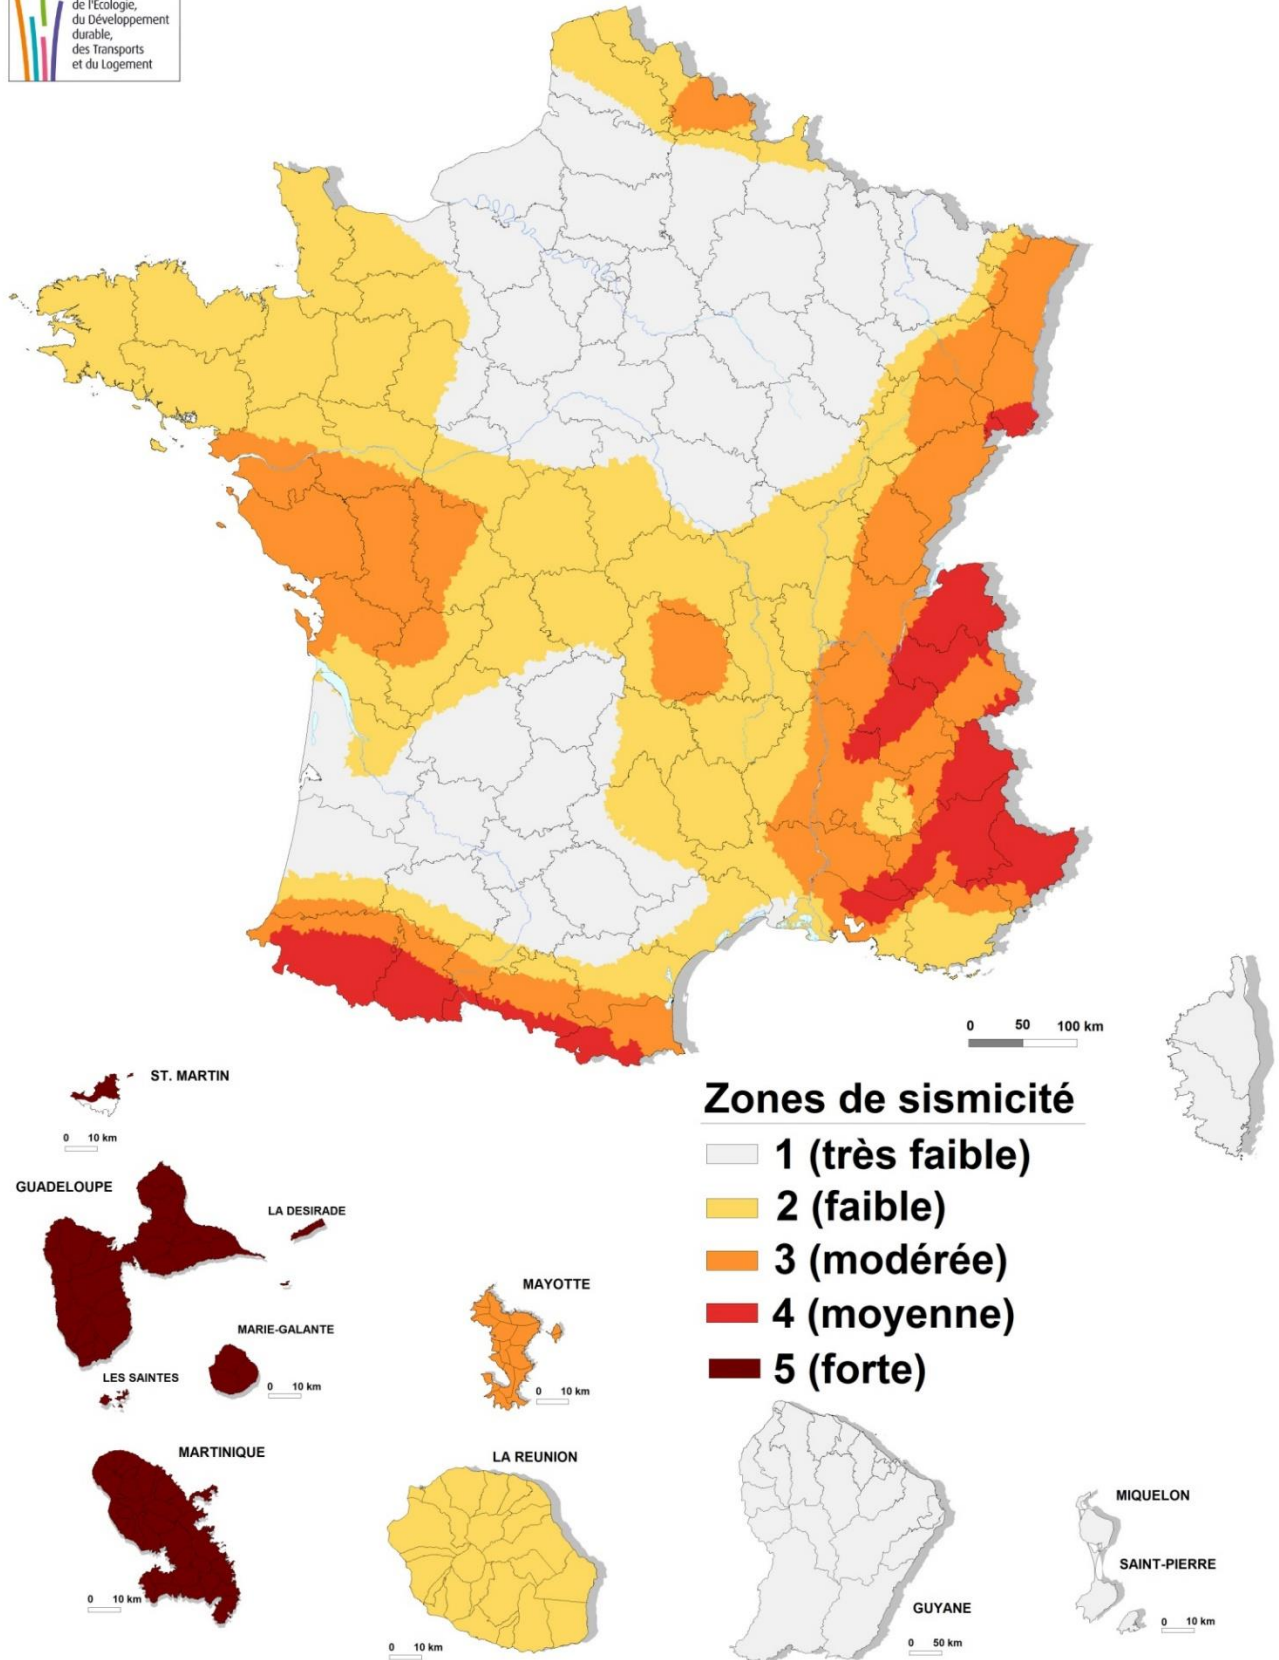 de l'Écologie,
du Développement
durable,
des Transports
et du Logement
0 50 100 km
ST. MARTIN
0 10 km
Zones de sismicité
1 (très faible)
2 (faible)
3 (modérée)
4 (moyenne)
5 (forte)
GUADELOUPE
LA DESIRADE
MARIE-GALANTE
0 10 km
LES SAINTES
MAYOTTE
0 10 km
MARTINIQUE
0 10 km
LA REUNION
0 10 km
GUYANE
0 50 km
MIQUELON
SAINT-PIERRE
0 10 km